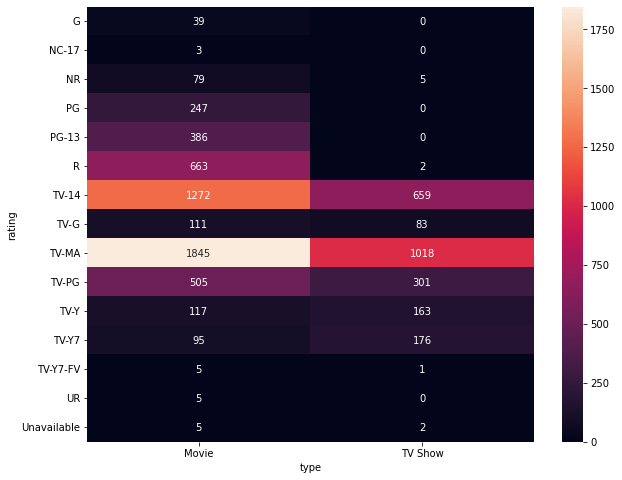 G 39 0
NC-17 3 0
NR 79 5
PG 247 0
PG-13 386 0
R 663 2
TV-14 1272 659
TV-G 111 83
TV-MA 1845 1018
TV-PG 505 301
TV-Y 117 163
TV-Y7 95 176
TV-Y7-FV 5 1
UR 5 0
Unavailable 5 2
Movie TV Show
type
rating
1750
1500
1250
1000
750
500
250
0